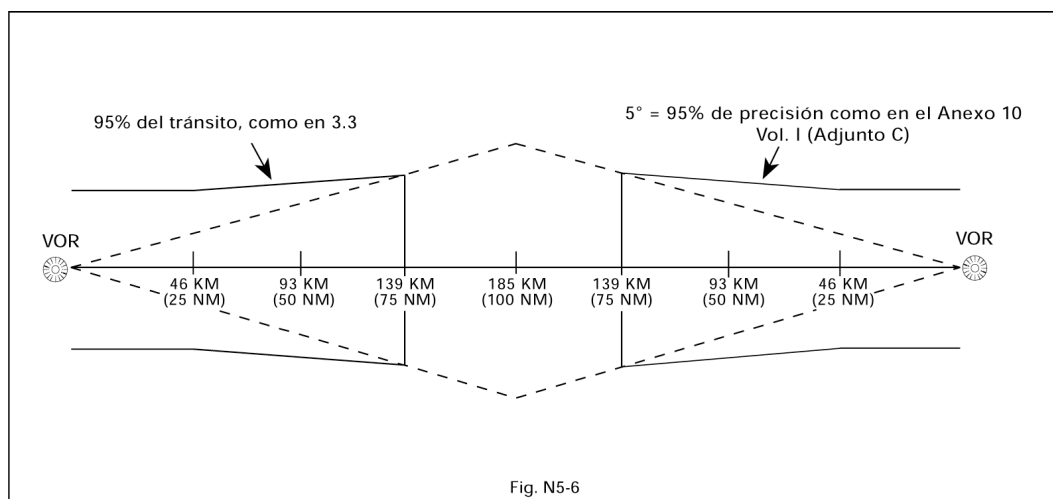 95% del tránsito, como en 3.3
5° = 95% de precisión como en el Anexo 10
Vol. I (Adjunto C)
VOR
VOR
46 KM
(25 NM)
93 KM
(50 NM)
139 KM
(75 NM)
185 KM
(100 NM)
139 KM
(75 NM)
93 KM
(50 NM)
46 KM
(25 NM)
Fig. N5-6